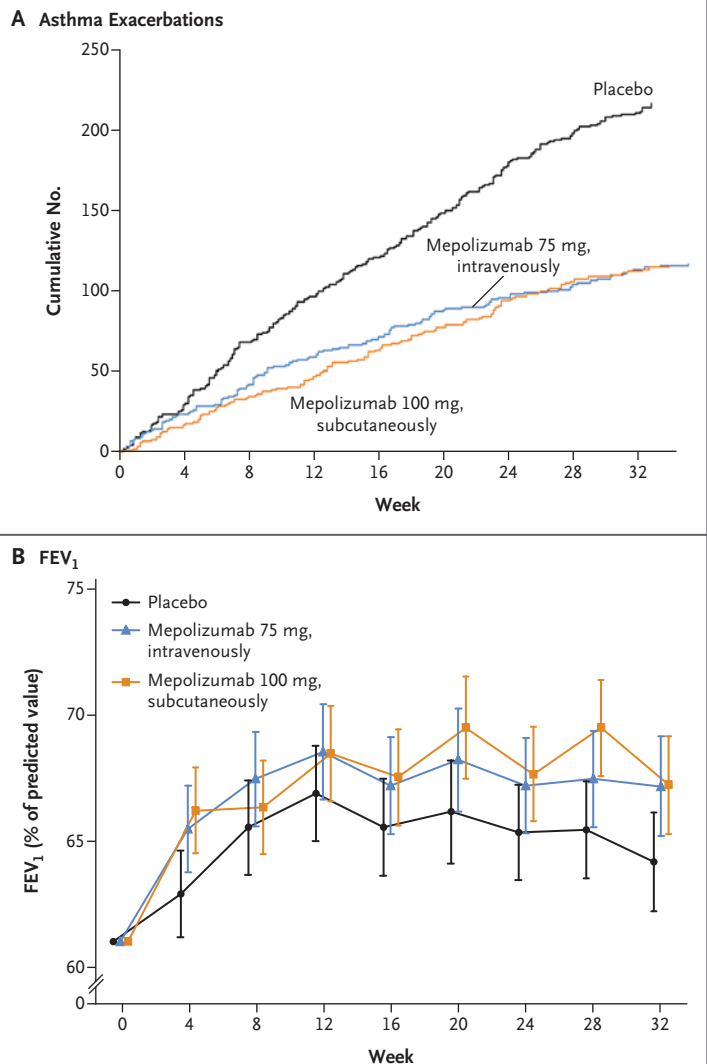 A Asthma Exacerbations
250
200
150
100
50
0
Cumulative No.
Placebo
Mepolizumab 75 mg,
intravenously
Mepolizumab 100 mg,
subcutaneously
0 4 8 12 16 20 24 28 32
Week
B FEV1
75
70
65
60
0
FEV1 (% of predicted value)
Placebo
Mepolizumab 75 mg,
intravenously
Mepolizumab 100 mg,
subcutaneously
0 4 8 12 16 20 24 28 32
Week